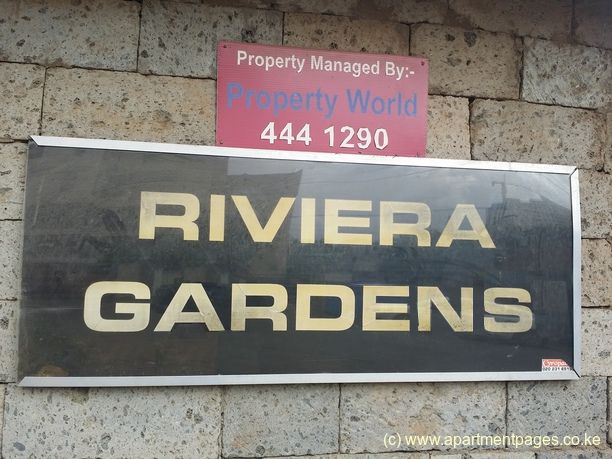 Property Managed By:-
Property World
444 1290
RIVIERA
GARDENS
(c) www.apartmentpages.co.ke